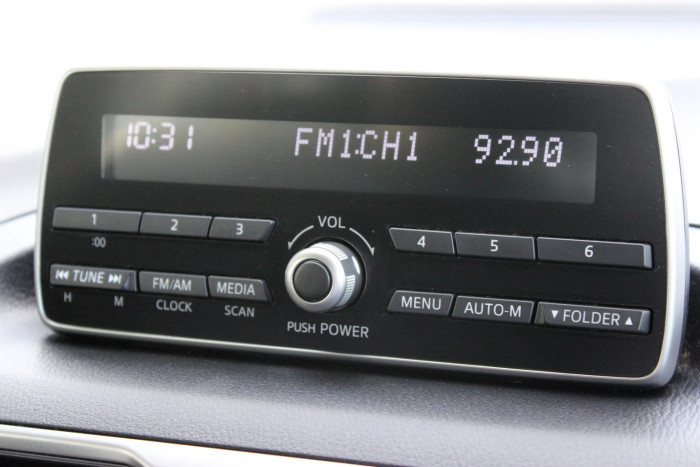 10:31 FM1:CH1 92.90
VOL
1 2 3 4 5 6
:00
⏮ TUNE ⏭ FM/AM MEDIA MENU AUTO-M ▼ FOLDER ▲
H M CLOCK SCAN
PUSH POWER